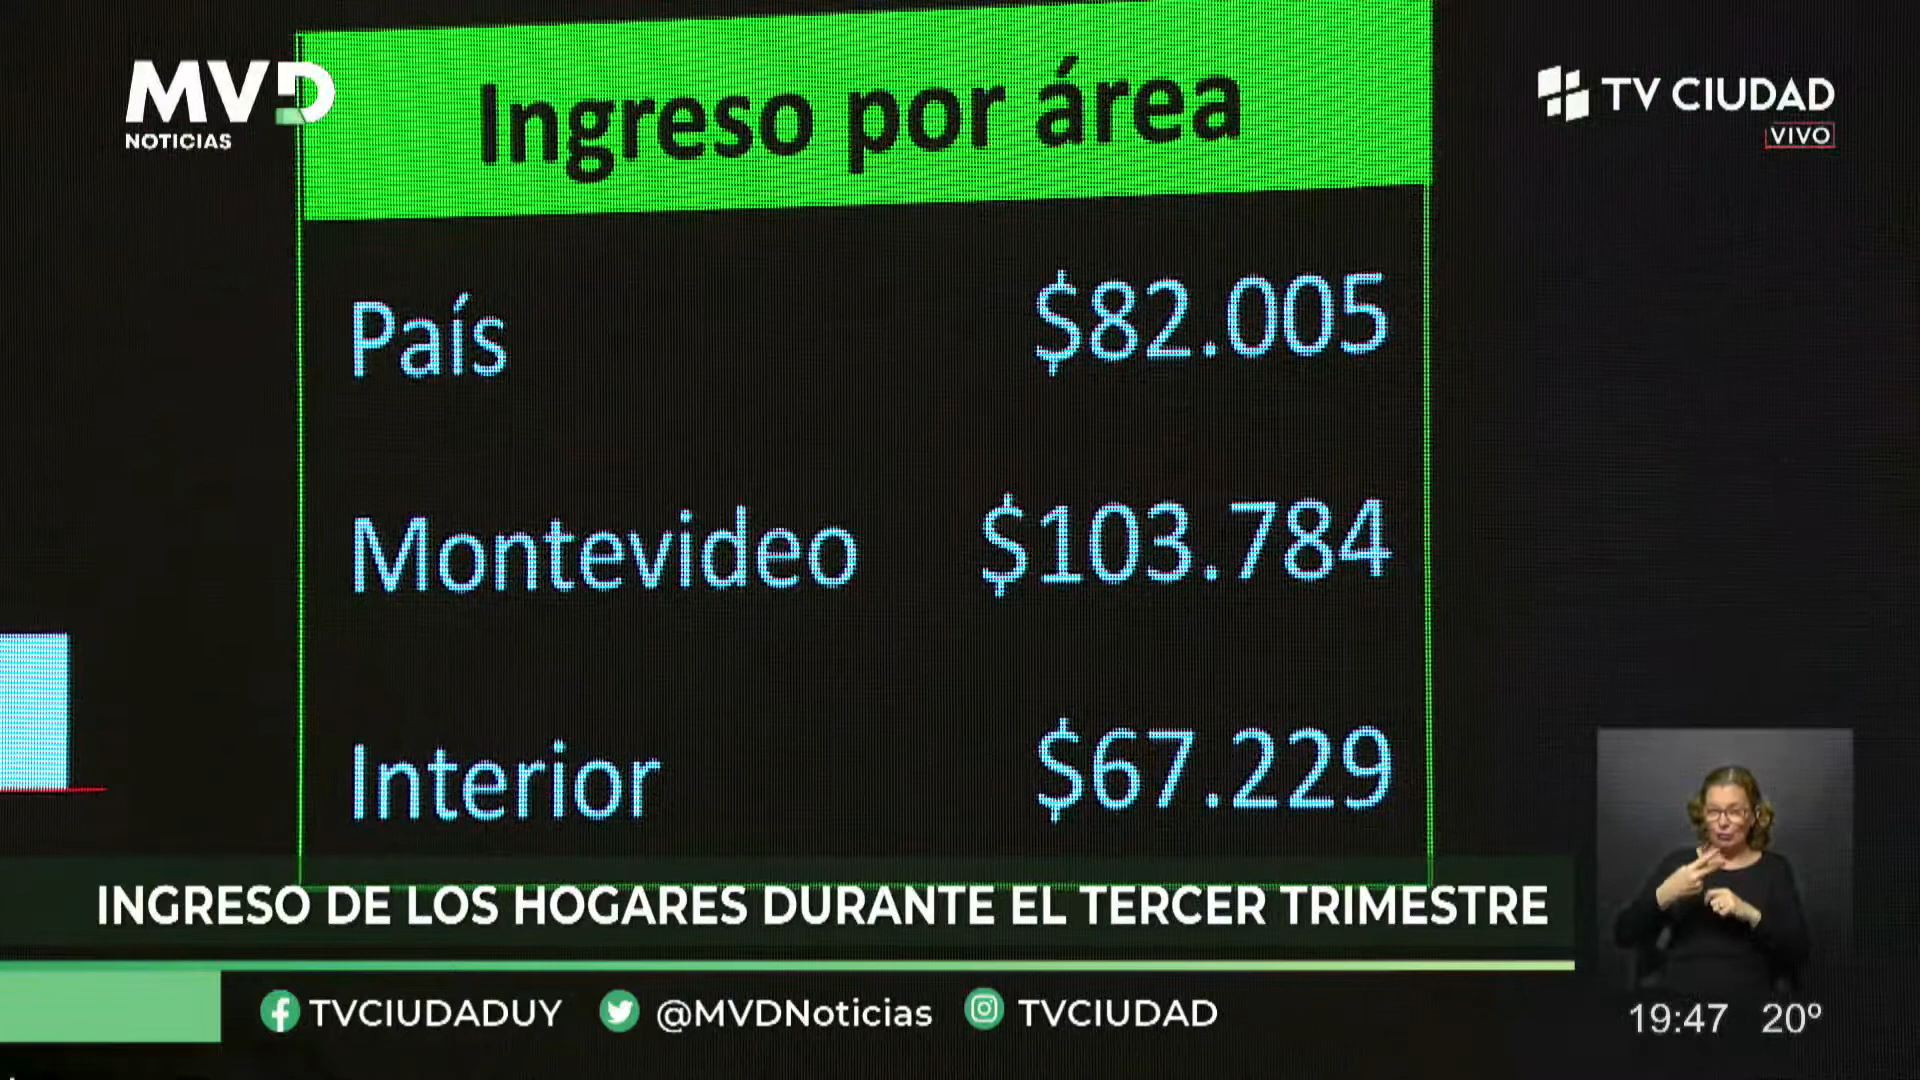 MVD
NOTICIAS
TV CIUDAD
VIVO
Ingreso por área
País $82.005
Montevideo $103.784
Interior $67.229
INGRESO DE LOS HOGARES DURANTE EL TERCER TRIMESTRE
TVCIUDADUY @MVDNoticias TVCIUDAD
19:47 20º